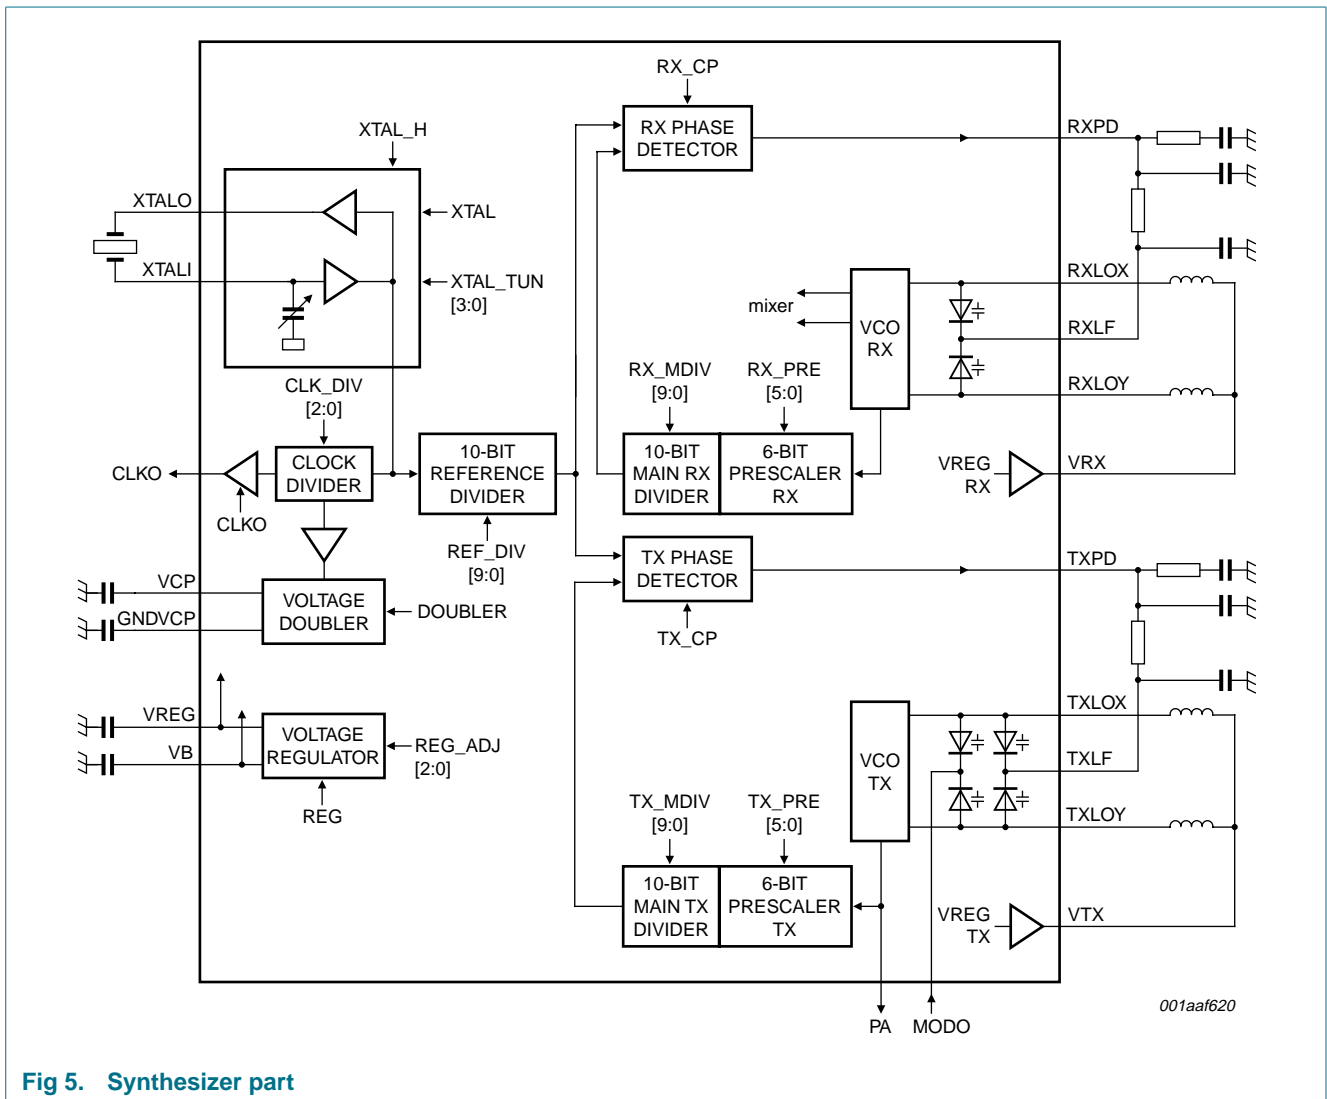 RX_CP
RX PHASE
DETECTOR
RXPD
XTAL_H
XTALO
XTAL
XTALI
XTAL_TUN
[3:0]
mixer
VCO
RX
RXLOX
RXLF
RXLOY
CLK_DIV
[2:0]
RX_MDIV
[9:0]
RX_PRE
[5:0]
CLKO
CLOCK
DIVIDER
10-BIT
REFERENCE
DIVIDER
10-BIT
MAIN RX
DIVIDER
6-BIT
PRESCALER
RX
VREG
RX
VRX
CLKO
REF_DIV
[9:0]
TX PHASE
DETECTOR
TXPD
VCP
GNDVCP
VOLTAGE
DOUBLER
DOUBLER
TX_CP
VREG
VB
VOLTAGE
REGULATOR
REG_ADJ
[2:0]
REG
VCO
TX
TXLOX
TXLF
TXLOY
TX_MDIV
[9:0]
TX_PRE
[5:0]
10-BIT
MAIN TX
DIVIDER
6-BIT
PRESCALER
TX
VREG
TX
VTX
PA
MODO
001aaf620
Fig 5. Synthesizer part